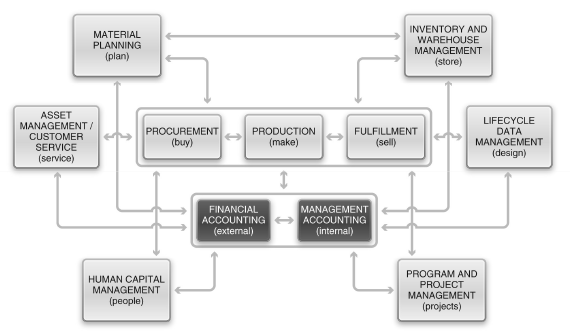 MATERIAL
PLANNING
(plan)
INVENTORY AND
WAREHOUSE
MANAGEMENT
(store)
ASSET
MANAGEMENT /
CUSTOMER
SERVICE
(service)
PROCUREMENT
(buy)
PRODUCTION
(make)
FULFILLMENT
(sell)
LIFECYCLE
DATA
MANAGEMENT
(design)
FINANCIAL
ACCOUNTING
(external)
MANAGEMENT
ACCOUNTING
(internal)
HUMAN CAPITAL
MANAGEMENT
(people)
PROGRAM AND
PROJECT
MANAGEMENT
(projects)